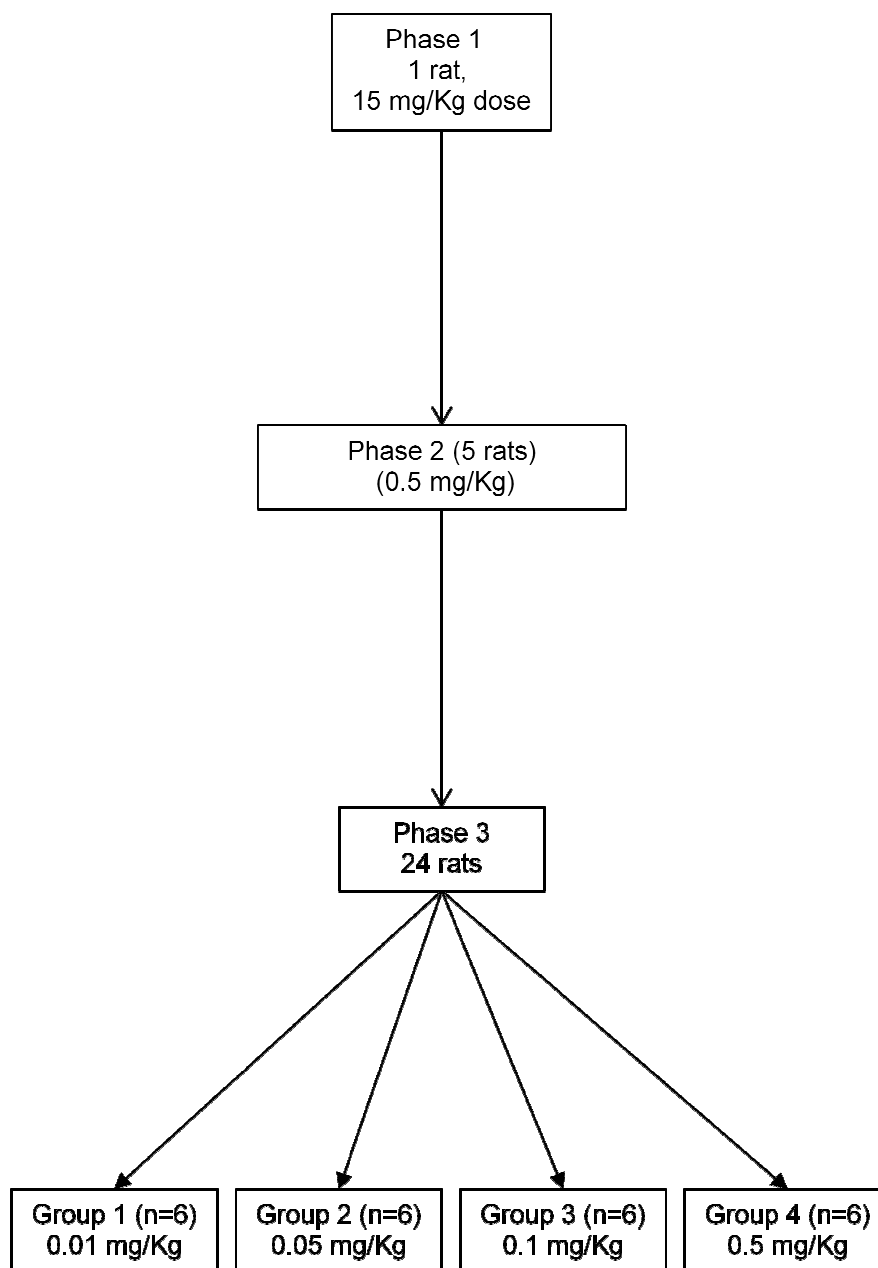 Phase 1
1 rat,
15 mg/Kg dose
Phase 2 (5 rats)
(0.5 mg/Kg)
Phase 3
24 rats
Group 1 (n=6)
0.01 mg/Kg
Group 2 (n=6)
0.05 mg/Kg
Group 3 (n=6)
0.1 mg/Kg
Group 4 (n=6)
0.5 mg/Kg